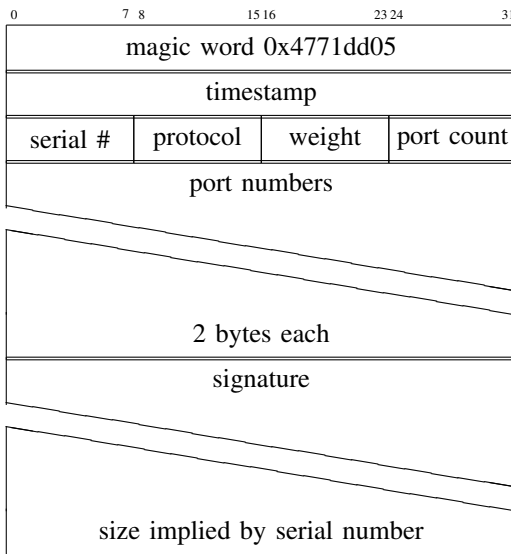 0 7 8 15 16 23 24 31
magic word 0x4771dd05
timestamp
serial # protocol weight port count
port numbers
2 bytes each
signature
size implied by serial number